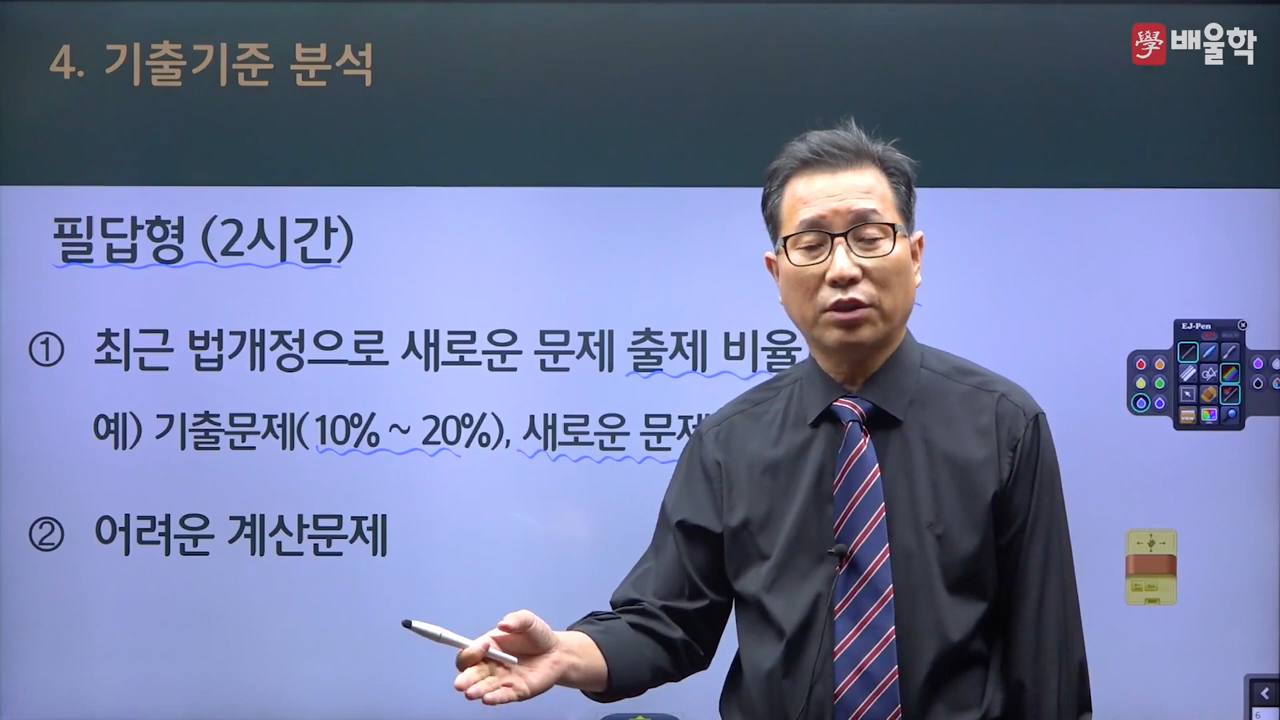 4. 기출기준 분석
學 배울학
필답형 (2시간)
① 최근 법개정으로 새로운 문제 출제 비율
예) 기출문제(10% ~ 20%), 새로운 문제
② 어려운 계산문제
EJ-Pen
6